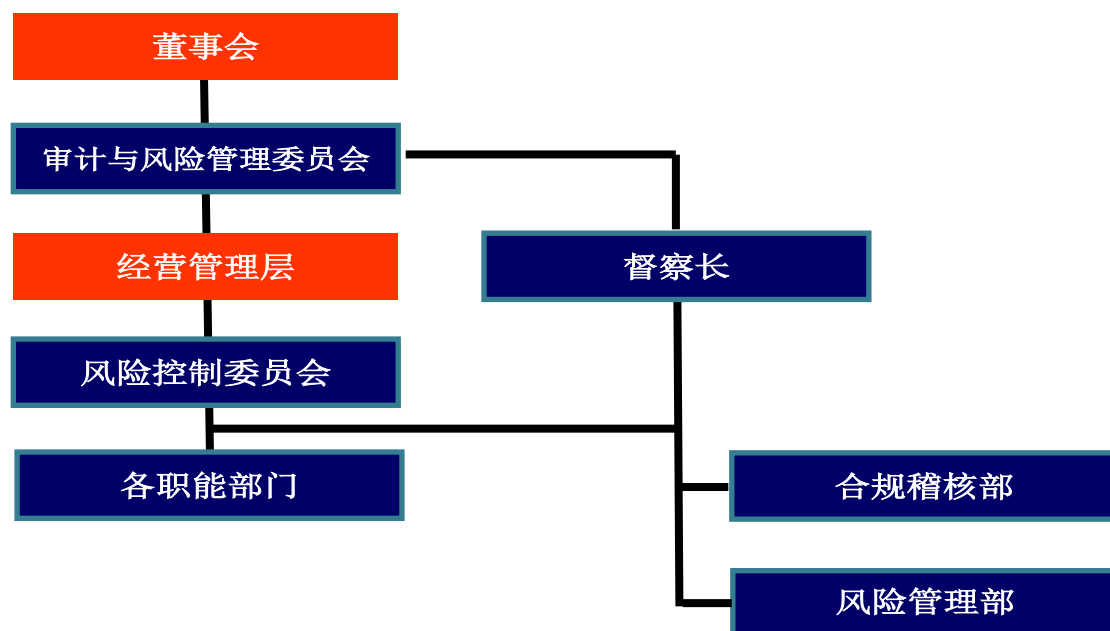 董事会
审计与风险管理委员会
经营管理层
督察长
风险控制委员会
各职能部门
合规稽核部
风险管理部